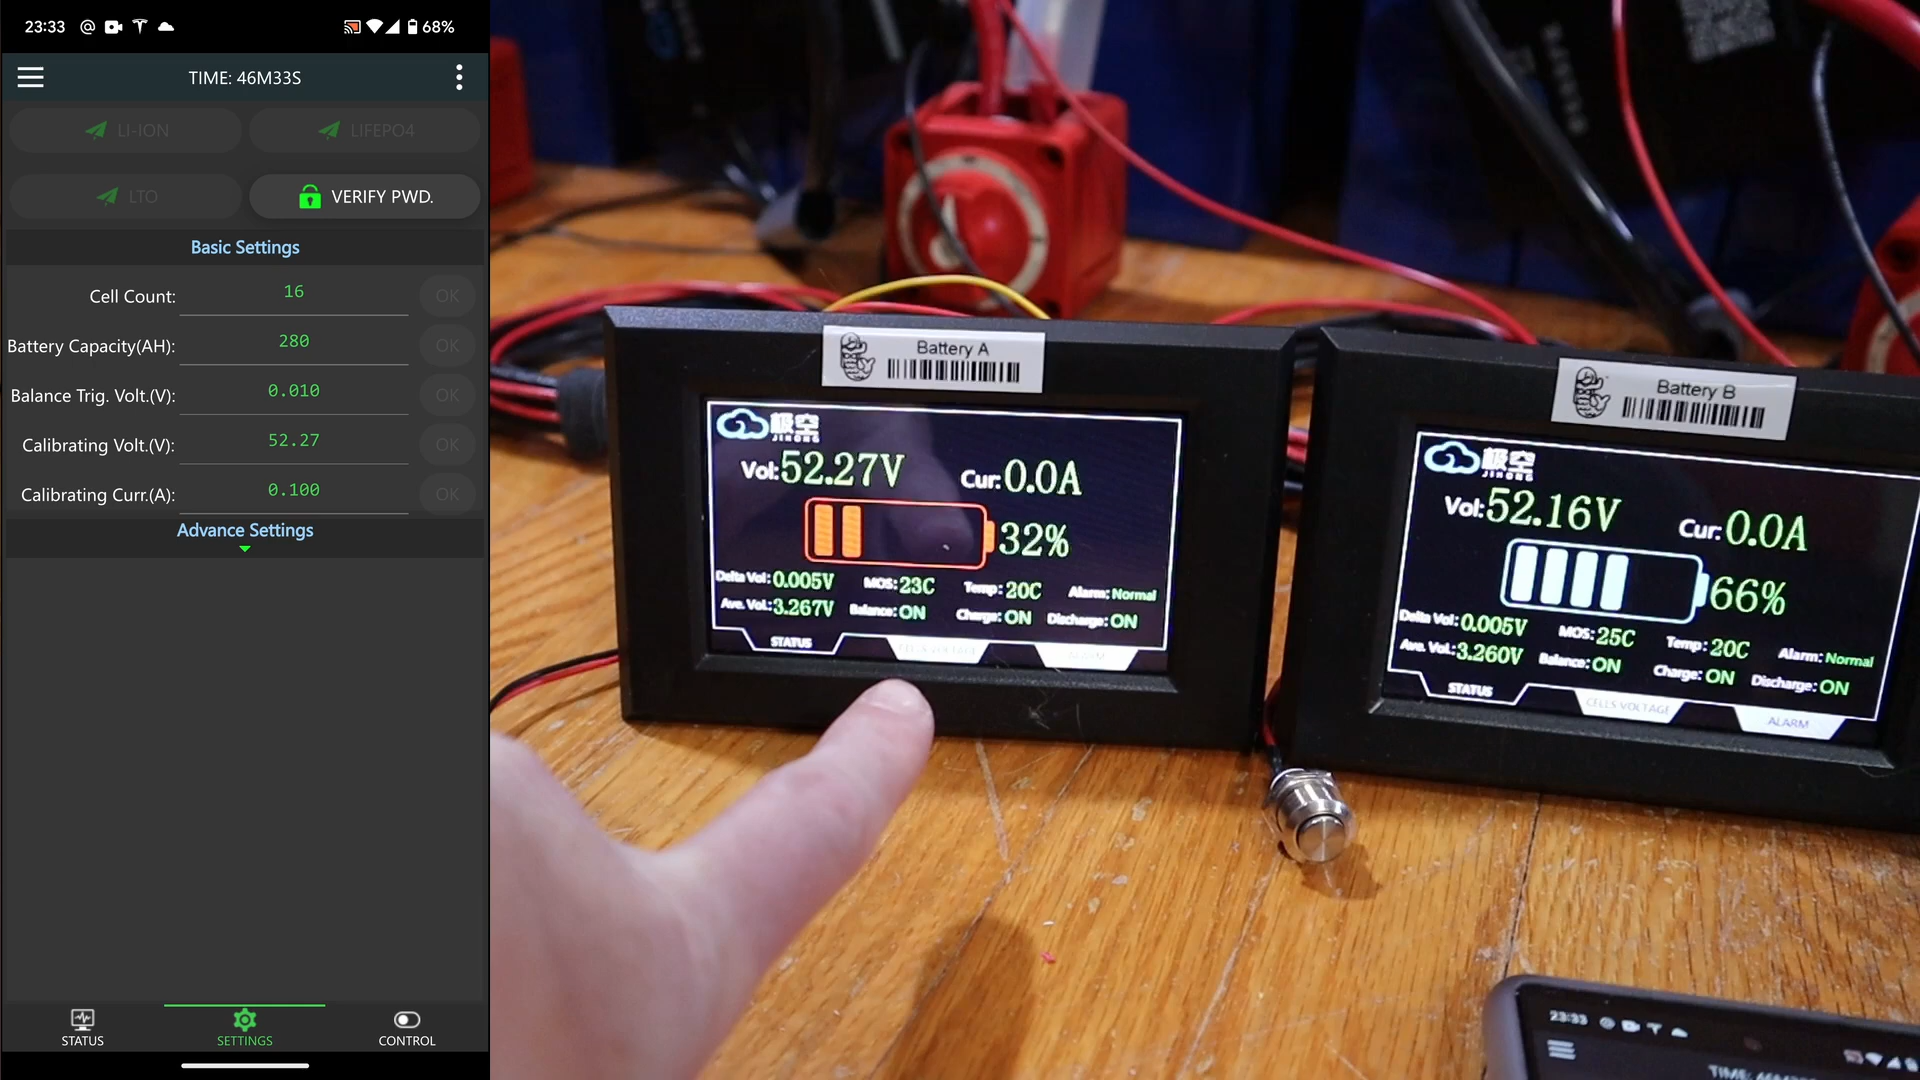 23:33
68%
TIME: 46M33S
LI-ION
LIFEPO4
LTO
VERIFY PWD.
Basic Settings
Cell Count: 16 OK
Battery Capacity(AH): 280 OK
Balance Trig. Volt.(V): 0.010 OK
Calibrating Volt.(V): 52.27 OK
Calibrating Curr.(A): 0.100 OK
Advance Settings
STATUS
SETTINGS
CONTROL
Battery A
极空
JIKONG
Vol:52.27V Cur:0.0A
32%
Delta Vol:0.005V MOS:23C Temp:20C Alarm:Normal
Ave. Vol.:3.267V Balance:ON Charge:ON Discharge:ON
STATUS CELLS VOLTAGE ALARM
Battery B
极空
JIKONG
Vol:52.16V Cur:0.0A
66%
Delta Vol:0.005V MOS:25C Temp:20C Alarm:Normal
Ave. Vol.:3.260V Balance:ON Charge:ON Discharge:ON
STATUS CELLS VOLTAGE ALARM
23:33